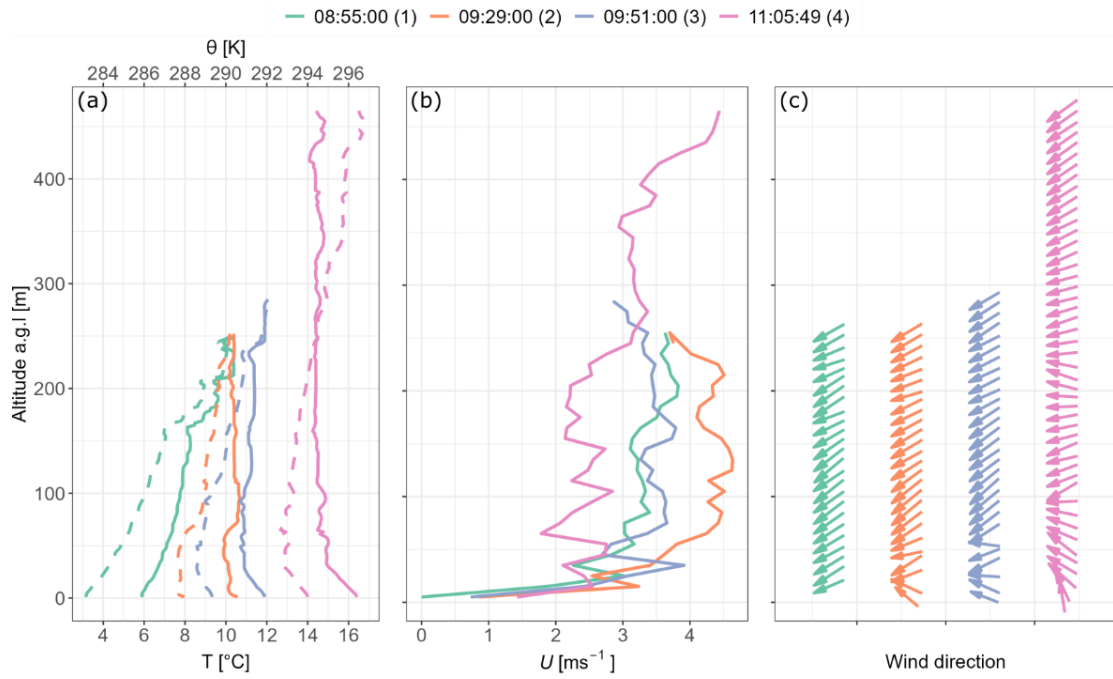 08:55:00 (1) 09:29:00 (2) 09:51:00 (3) 11:05:49 (4)
θ [K]
284 286 288 290 292 294 296
(a) (b) (c)
400
300
200
100
0
Altitude a.g.l [m]
4 6 8 10 12 14 16
0 1 2 3 4
T [°C] U [ms⁻¹] Wind direction